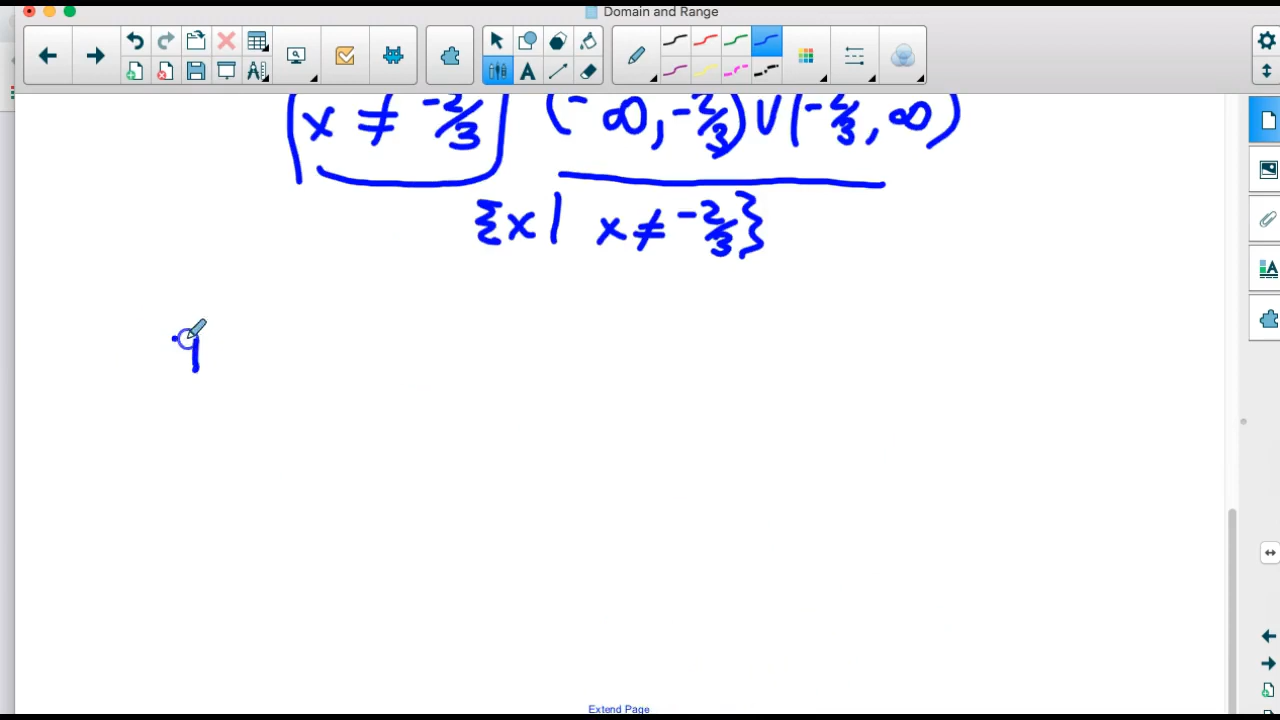 Domain and Range
x ≠ -2/3 (-∞, -2/3) ∪ (-2/3, ∞)
{x | x ≠ -2/3}
Extend Page